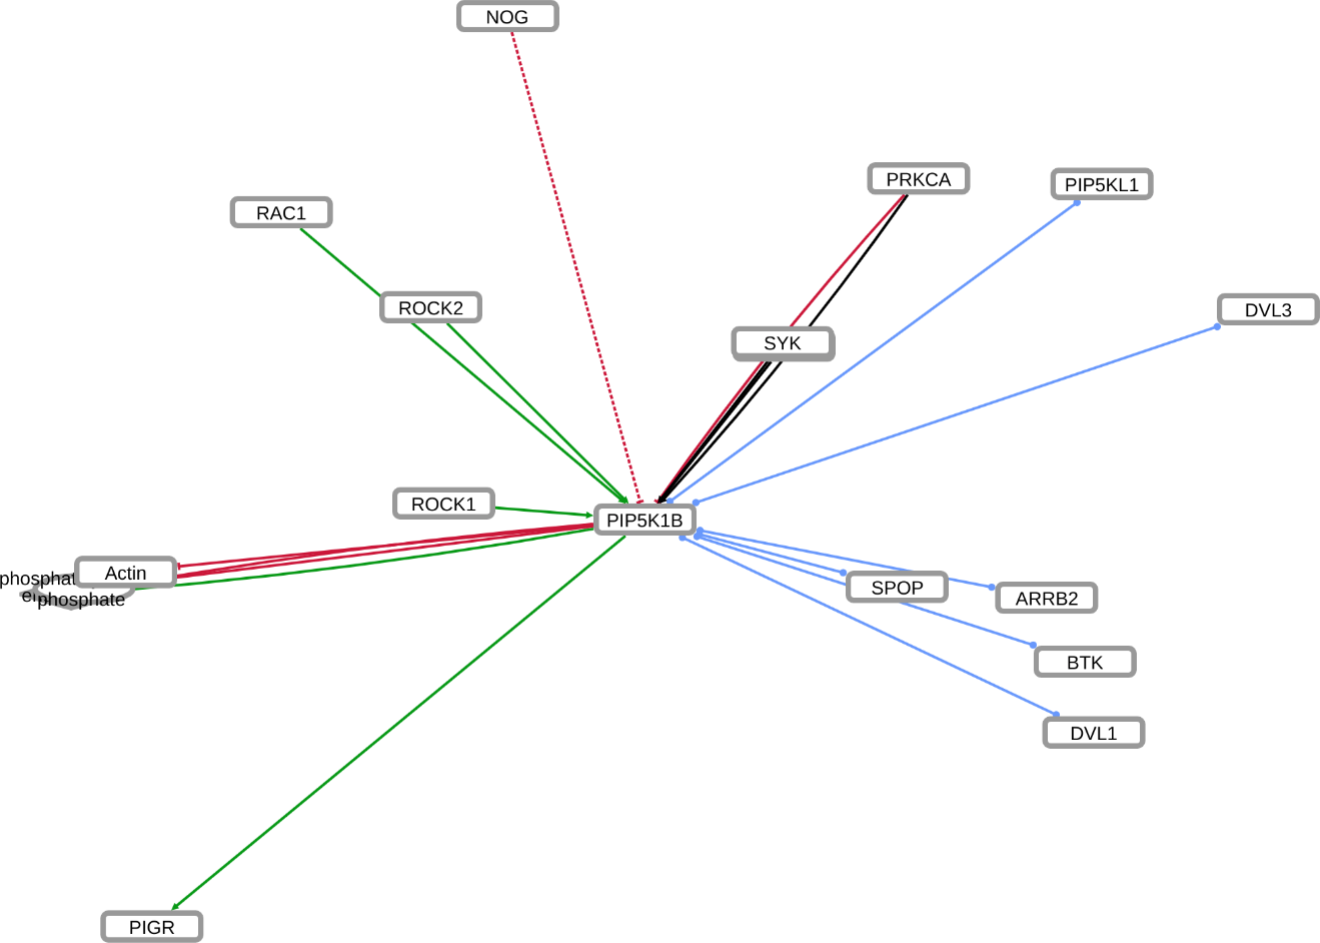 NOG
PRKCA
PIP5KL1
RAC1
ROCK2
DVL3
SYK
ROCK1
PIP5K1B
Actin
phosphat
phosphate
SPOP
ARRB2
BTK
DVL1
PIGR